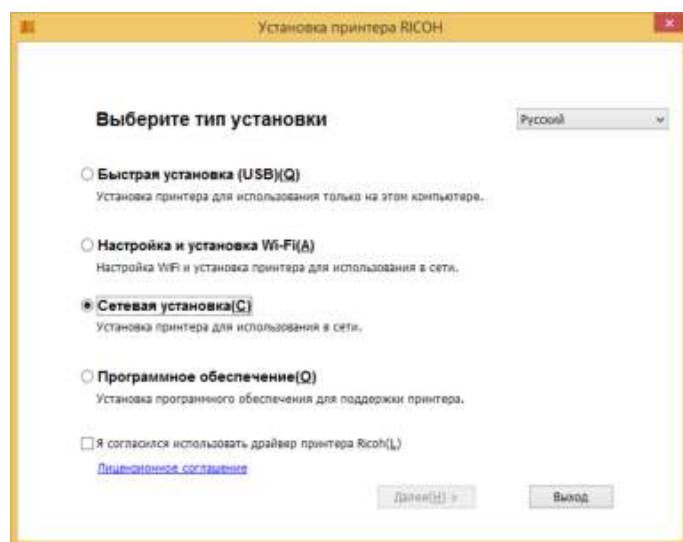 Установка принтера RICOH
Выберите тип установки
Русский
Быстрая установка (USB)(Q)
Установка принтера для использования только на этом компьютере.
Настройка и установка Wi-Fi(A)
Настройка WiFi и установка принтера для использования в сети.
Сетевая установка(C)
Установка принтера для использования в сети.
Программное обеспечение(O)
Установка программного обеспечения для поддержки принтера.
Я согласился использовать драйвер принтера Ricoh(L)
Лицензионное соглашение
Далее(H) >
Выход